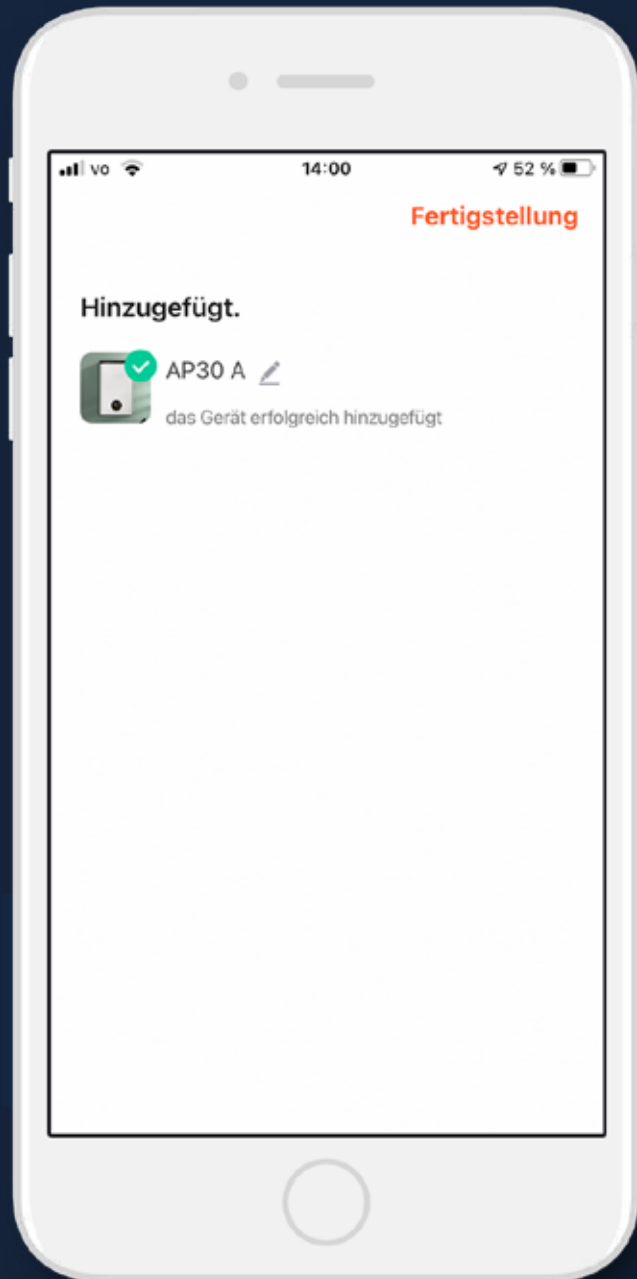 vo 14:00 52 %
Fertigstellung
Hinzugefügt.
AP30 A
das Gerät erfolgreich hinzugefügt